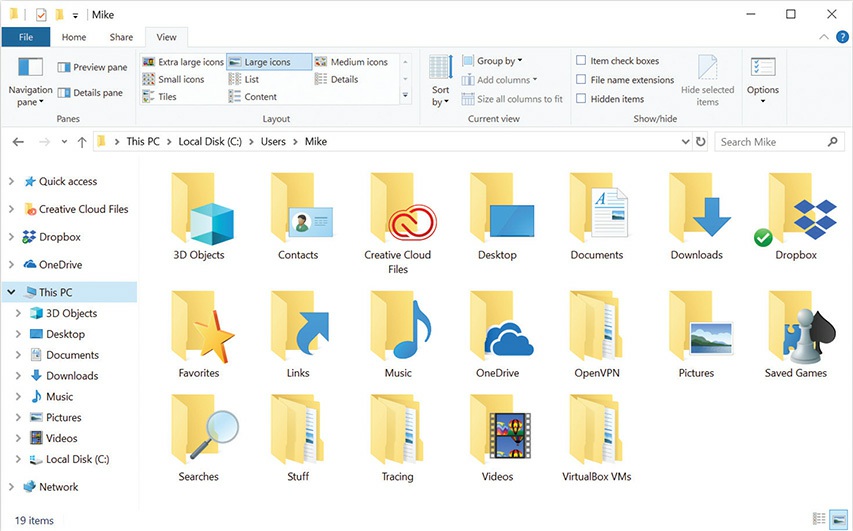 Mike
File
Home
Share
View
Navigation
pane
Preview pane
Details pane
Panes
Extra large icons
Large icons
Medium icons
Small icons
List
Details
Tiles
Content
Layout
Sort
by
Group by
Add columns
Size all columns to fit
Current view
Item check boxes
File name extensions
Hidden items
Hide selected
items
Show/hide
Options
This PC
Local Disk (C:)
Users
Mike
Search Mike
Quick access
Creative Cloud Files
Dropbox
OneDrive
This PC
3D Objects
Desktop
Documents
Downloads
Music
Pictures
Videos
Local Disk (C:)
Network
3D Objects
Contacts
Creative Cloud
Files
Desktop
Documents
Downloads
Dropbox
Favorites
Links
Music
OneDrive
OpenVPN
Pictures
Saved Games
Searches
Stuff
Tracing
Videos
VirtualBox VMs
19 items